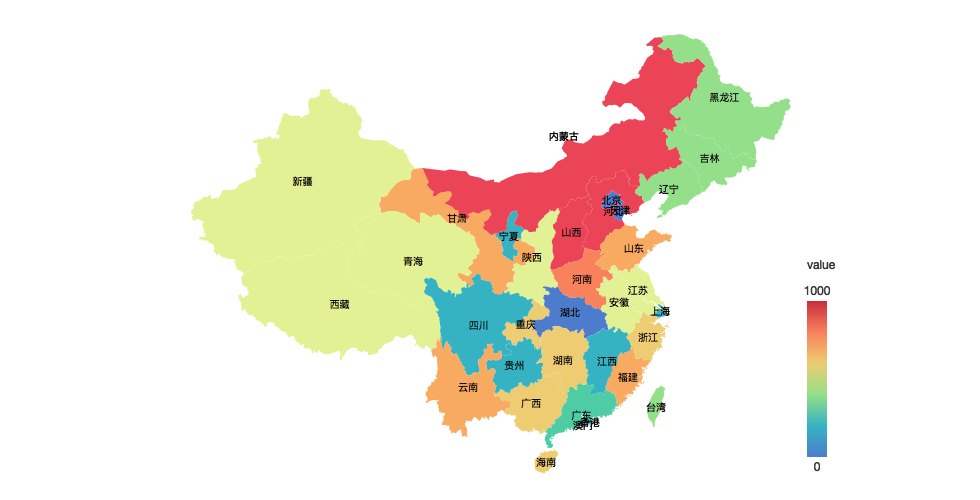 黑龙江
内蒙古
吉林
新疆
辽宁
北京
天津
河北
甘肃
宁夏
山西
山东
陕西
青海
河南
江苏
西藏
安徽
上海
湖北
四川
重庆
浙江
湖南
江西
贵州
福建
云南
广西
台湾
广东
香港
澳门
海南
value
1000
0